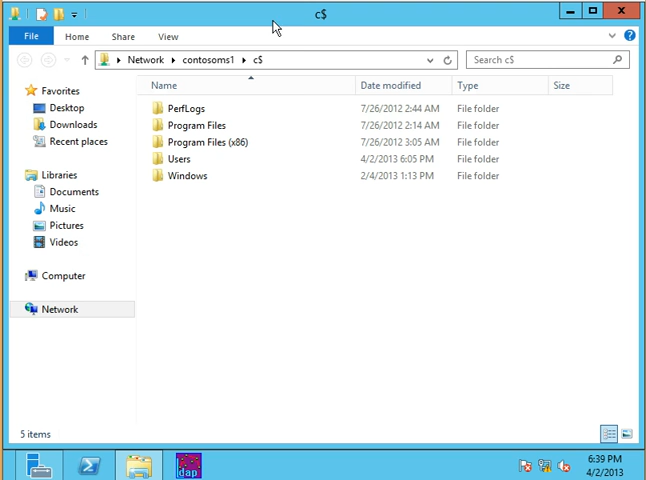 c$
File Home Share View
Network contosoms1 c$ Search c$
Name Date modified Type Size
Favorites
Desktop
Downloads
Recent places
Libraries
Documents
Music
Pictures
Videos
Computer
Network
PerfLogs 7/26/2012 2:44 AM File folder
Program Files 7/26/2012 2:14 AM File folder
Program Files (x86) 7/26/2012 3:05 AM File folder
Users 4/2/2013 6:05 PM File folder
Windows 2/4/2013 1:13 PM File folder
5 items
dap
6:39 PM
4/2/2013